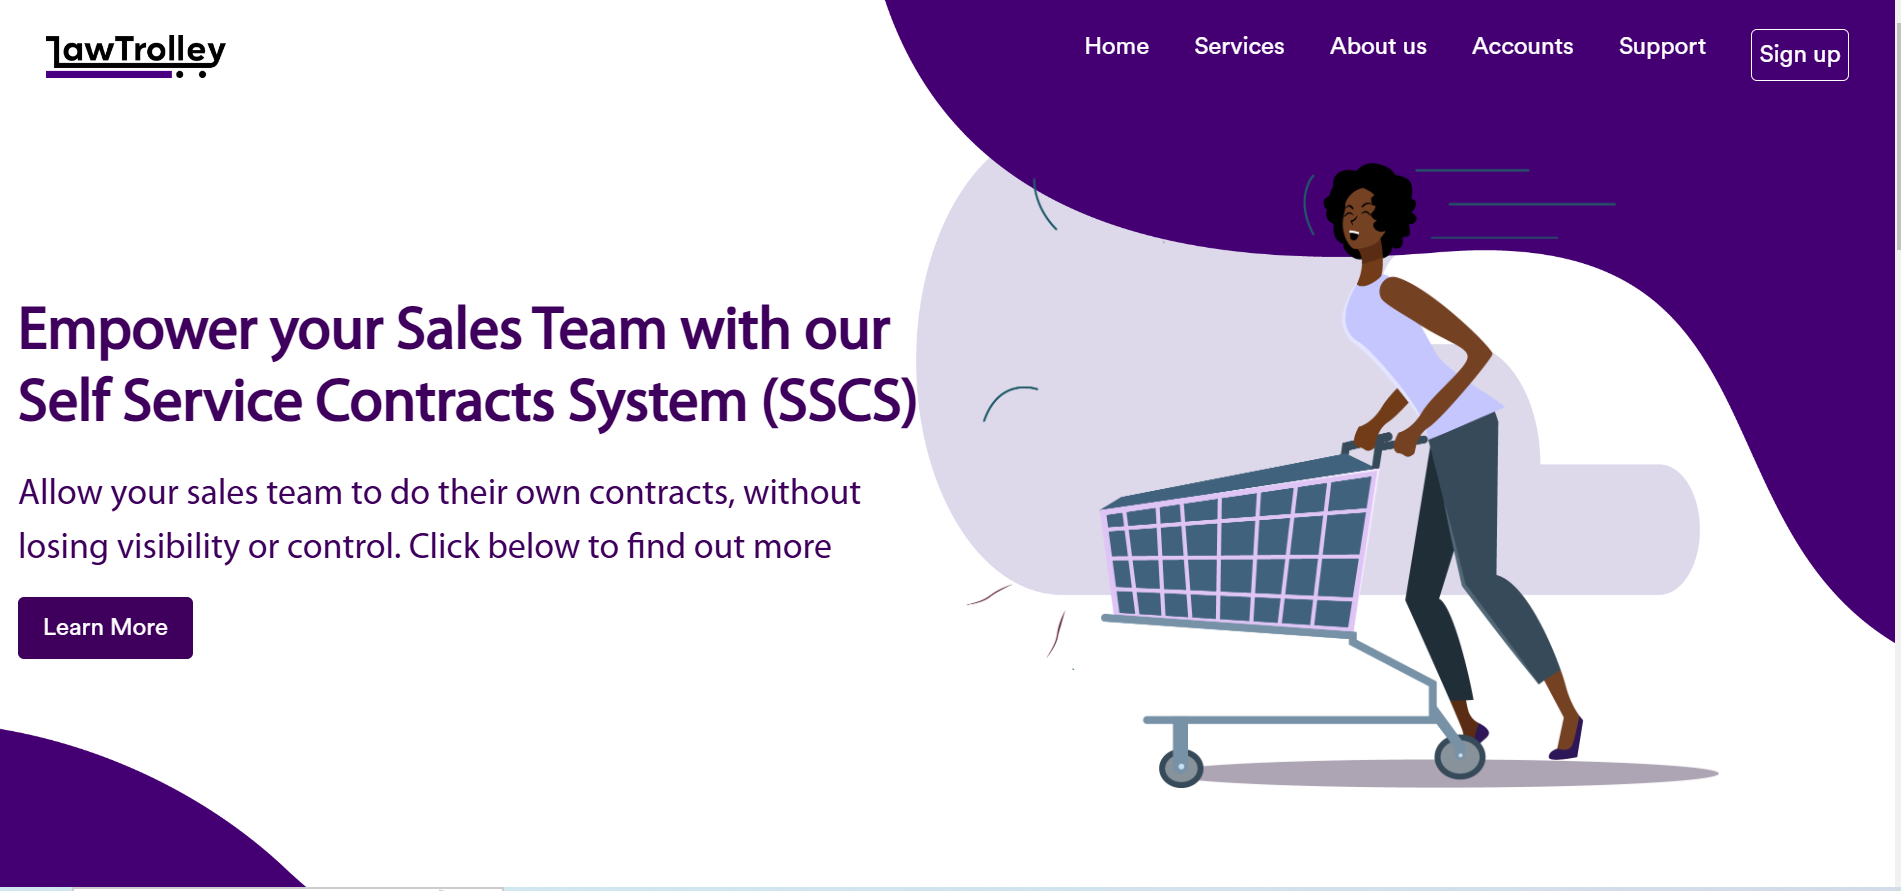 LawTrolley
Home
Services
About us
Accounts
Support
Sign up
Empower your Sales Team with our
Self Service Contracts System (SSCS)
Allow your sales team to do their own contracts, without
losing visibility or control. Click below to find out more
Learn More